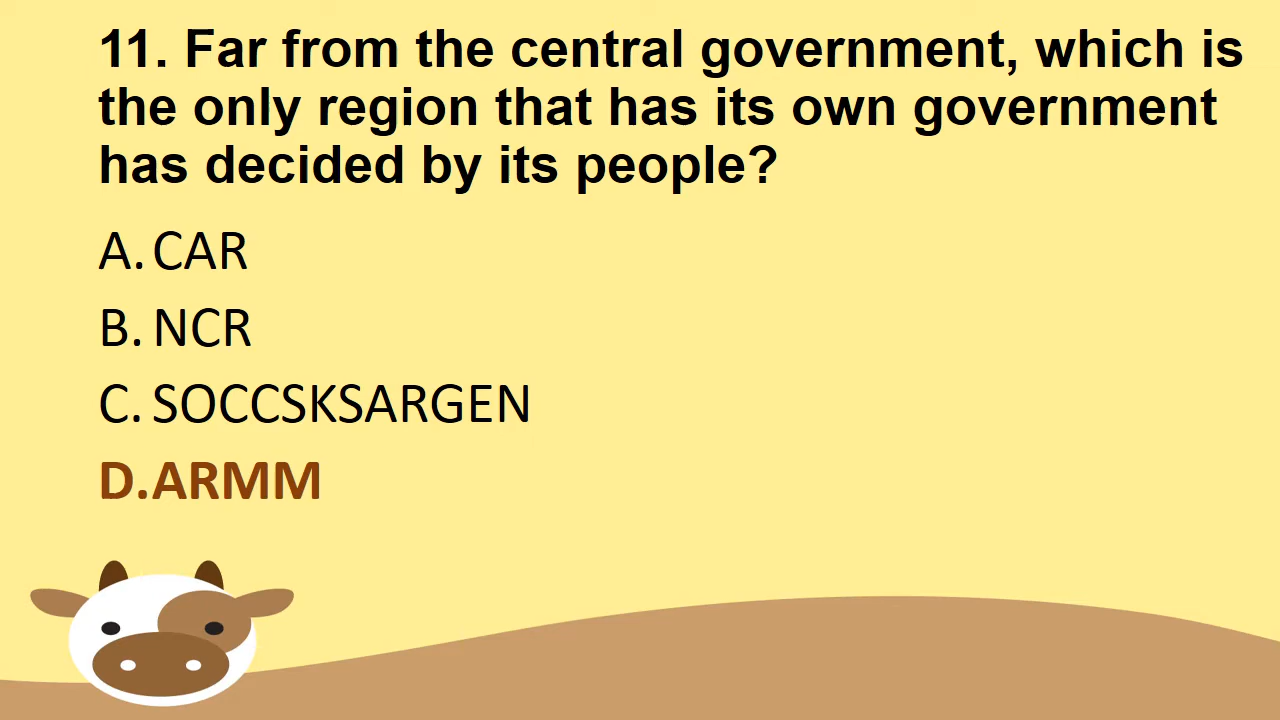 11. Far from the central government, which is
the only region that has its own government
has decided by its people?
A. CAR
B. NCR
C. SOCCSKSARGEN
D.ARMM